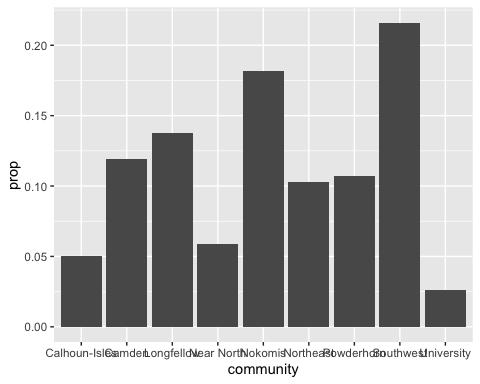 0.20
0.15
prop
0.10
0.05
0.00
Calhoun-Isles Camden Longfellow Near North Nokomis Northeast Powderhorn Southwest University
community